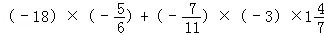 (-18) × (-5/6) + (-7/11) × (-3) × 1 4/7